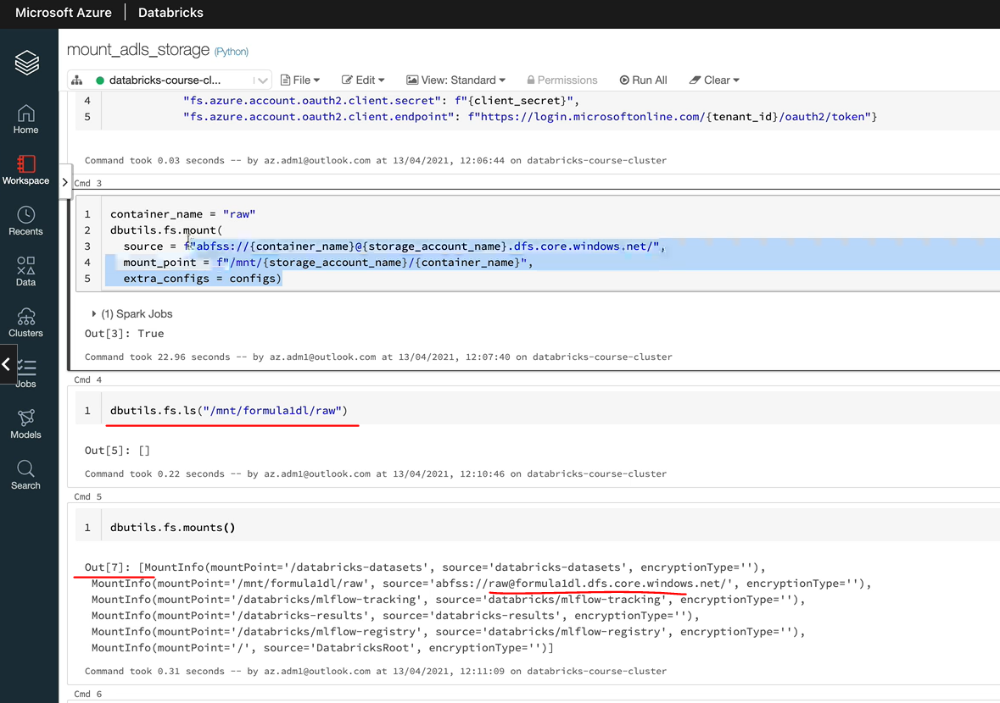 Microsoft Azure | Databricks
mount_adls_storage (Python)
databricks-course-cl... File Edit View: Standard Permissions Run All Clear
4 "fs.azure.account.oauth2.client.secret": f"{client_secret}",
5 "fs.azure.account.oauth2.client.endpoint": f"https://login.microsoftonline.com/{tenant_id}/oauth2/token"}
Command took 0.03 seconds -- by az.adm1@outlook.com at 13/04/2021, 12:06:44 on databricks-course-cluster
Cmd 3
1 container_name = "raw"
2 dbutils.fs.mount(
3 source = f"abfss://{container_name}@{storage_account_name}.dfs.core.windows.net/",
4 mount_point = f"/mnt/{storage_account_name}/{container_name}",
5 extra_configs = configs)
(1) Spark Jobs
Out[3]: True
Command took 22.96 seconds -- by az.adm1@outlook.com at 13/04/2021, 12:07:40 on databricks-course-cluster
Cmd 4
1 dbutils.fs.ls("/mnt/formula1dl/raw")
Out[5]: []
Command took 0.22 seconds -- by az.adm1@outlook.com at 13/04/2021, 12:10:46 on databricks-course-cluster
Cmd 5
1 dbutils.fs.mounts()
Out[7]: [MountInfo(mountPoint='/databricks-datasets', source='databricks-datasets', encryptionType=''),
MountInfo(mountPoint='/mnt/formula1dl/raw', source='abfss://raw@formula1dl.dfs.core.windows.net/', encryptionType=''),
MountInfo(mountPoint='/databricks/mlflow-tracking', source='databricks/mlflow-tracking', encryptionType=''),
MountInfo(mountPoint='/databricks-results', source='databricks-results', encryptionType=''),
MountInfo(mountPoint='/databricks/mlflow-registry', source='databricks/mlflow-registry', encryptionType=''),
MountInfo(mountPoint='/', source='DatabricksRoot', encryptionType='')]
Command took 0.31 seconds -- by az.adm1@outlook.com at 13/04/2021, 12:11:09 on databricks-course-cluster
Cmd 6
Home
Workspace
Recents
Data
Clusters
Jobs
Models
Search